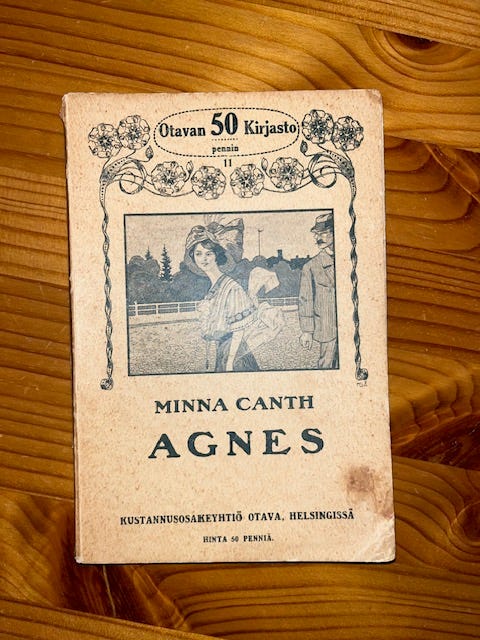 Otavan 50 Kirjasto
pennin
11
MINNA CANTH
AGNES
KUSTANNUSOSAKEYHTIÖ OTAVA, HELSINGISSÄ
HINTA 50 PENNIÄ.